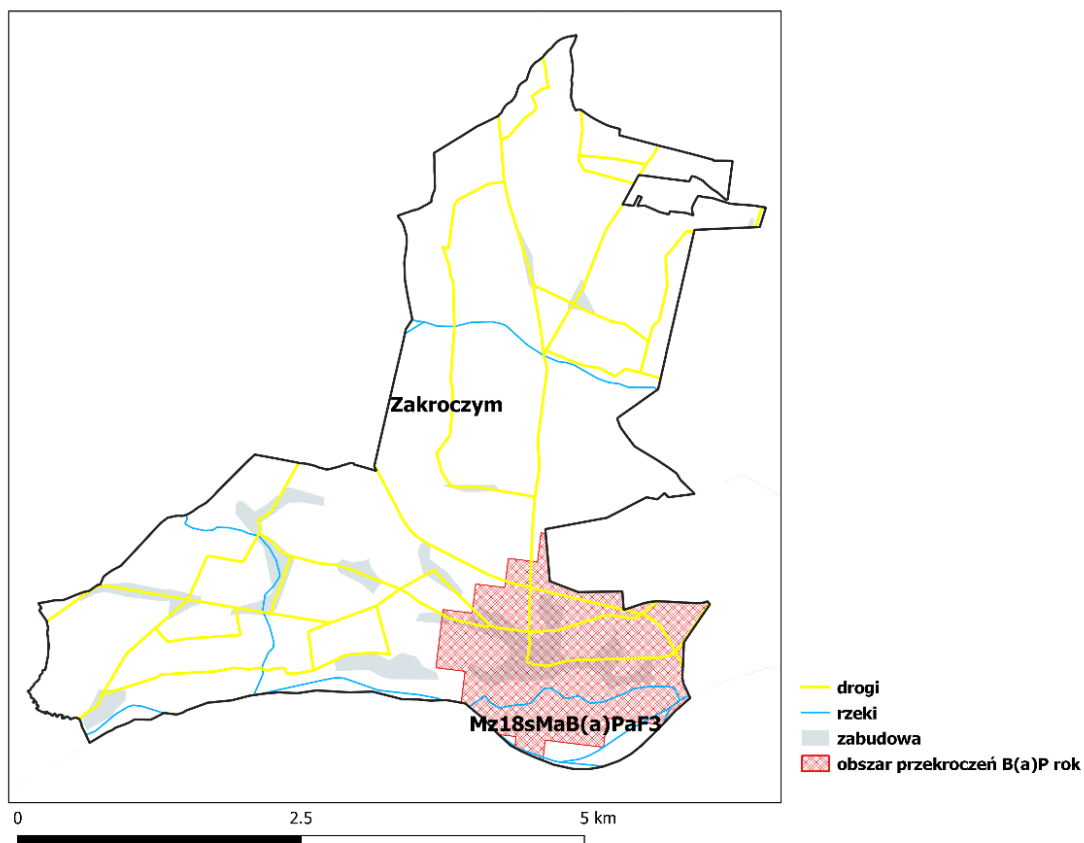 Zakroczym
Mz18sMaB(a)PaF3
drogi
rzeki
zabudowa
obszar przekroczeń B(a)P rok
0 2.5 5 km